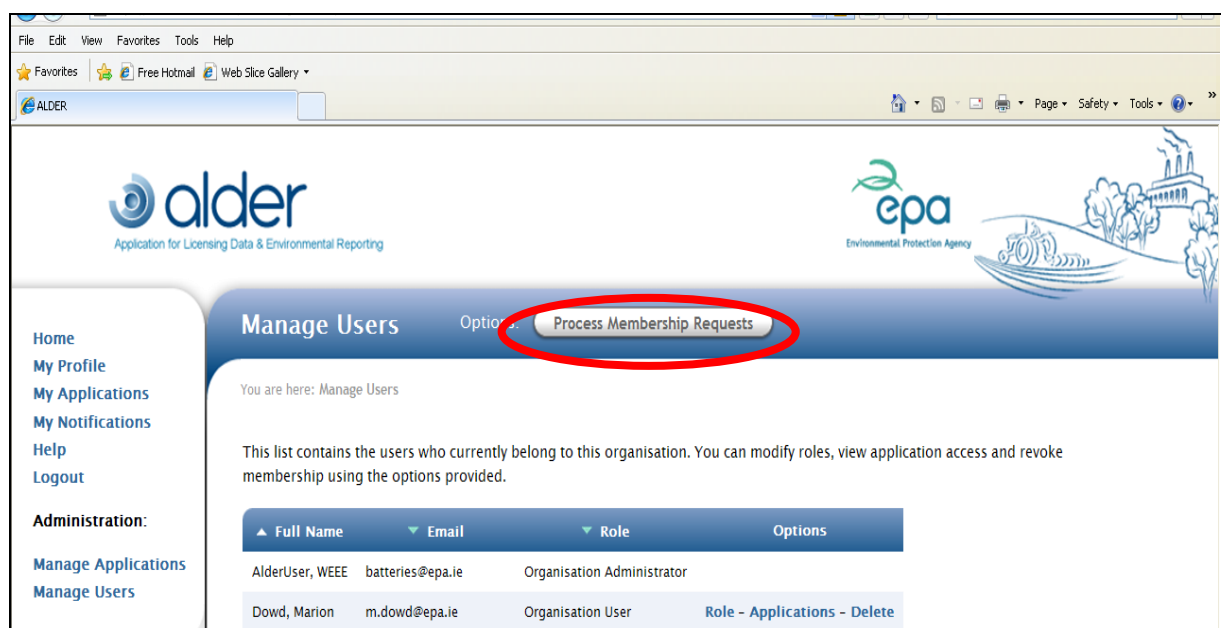 File Edit View Favorites Tools Help
Favorites Free Hotmail Web Slice Gallery
ALDER Page Safety Tools »
alder
Application for Licensing Data & Environmental Reporting
epa
Environmental Protection Agency
Manage Users Options: Process Membership Requests
Home
My Profile
My Applications
My Notifications
Help
Logout
Administration:
Manage Applications
Manage Users
You are here: Manage Users
This list contains the users who currently belong to this organisation. You can modify roles, view application access and revoke
membership using the options provided.
Full Name Email Role Options
AlderUser, WEEE batteries@epa.ie Organisation Administrator
Dowd, Marion m.dowd@epa.ie Organisation User Role - Applications - Delete